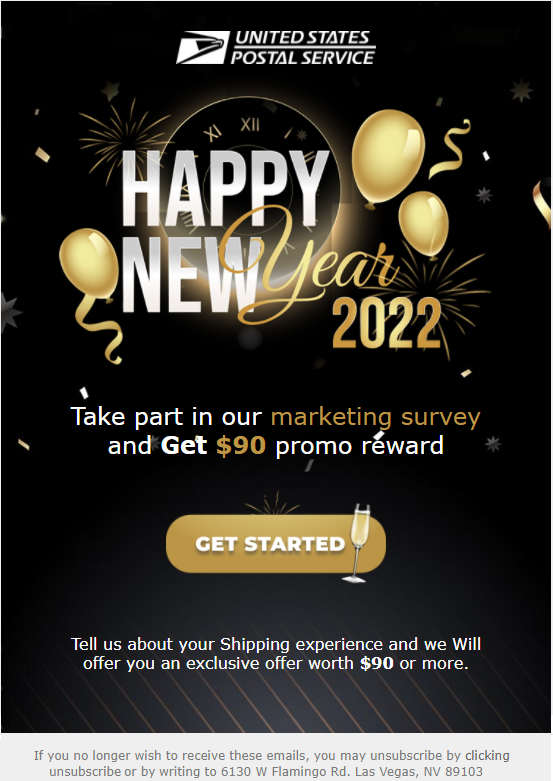 UNITED STATES
POSTAL SERVICE
XI XII I
HAPPY
NEW Year
2022
Take part in our marketing survey
and Get $90 promo reward
GET STARTED
Tell us about your Shipping experience and we Will
offer you an exclusive offer worth $90 or more.
If you no longer wish to receive these emails, you may unsubscribe by clicking
unsubscribe or by writing to 6130 W Flamingo Rd. Las Vegas, NV 89103